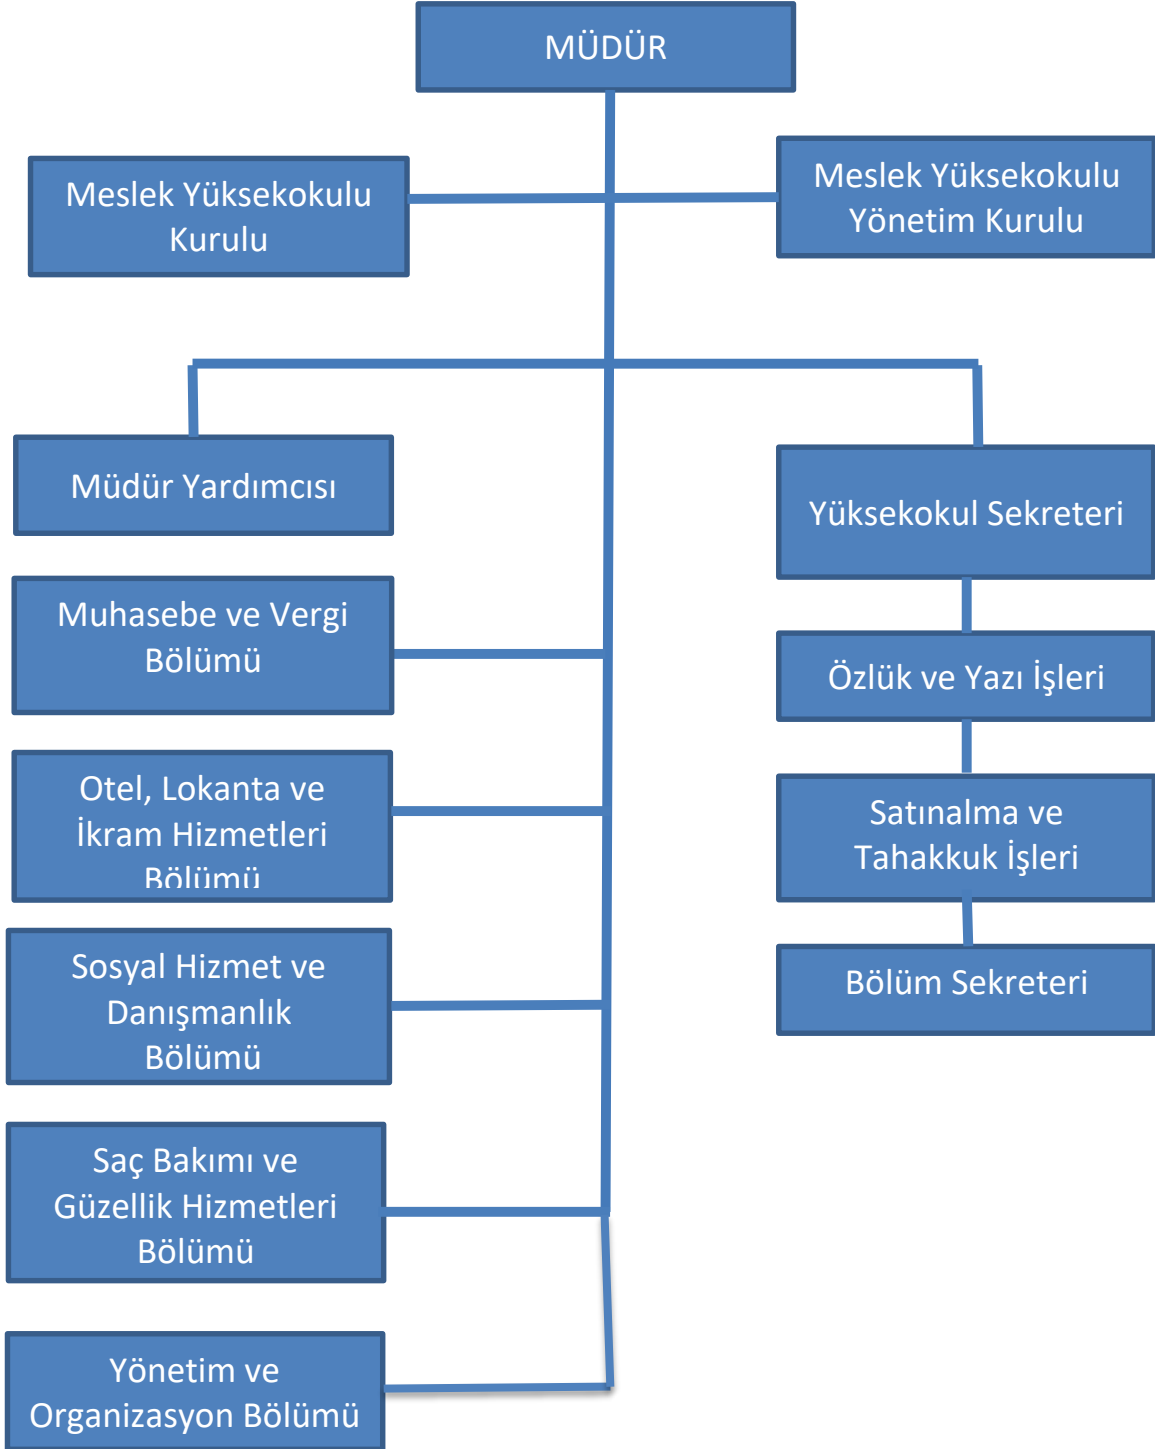 MÜDÜR
Meslek Yüksekokulu
Kurulu
Meslek Yüksekokulu
Yönetim Kurulu
Müdür Yardımcısı
Yüksekokul Sekreteri
Muhasebe ve Vergi
Bölümü
Özlük ve Yazı İşleri
Otel, Lokanta ve
İkram Hizmetleri
Bölümü
Satınalma ve
Tahakkuk İşleri
Sosyal Hizmet ve
Danışmanlık
Bölümü
Bölüm Sekreteri
Saç Bakımı ve
Güzellik Hizmetleri
Bölümü
Yönetim ve
Organizasyon Bölümü